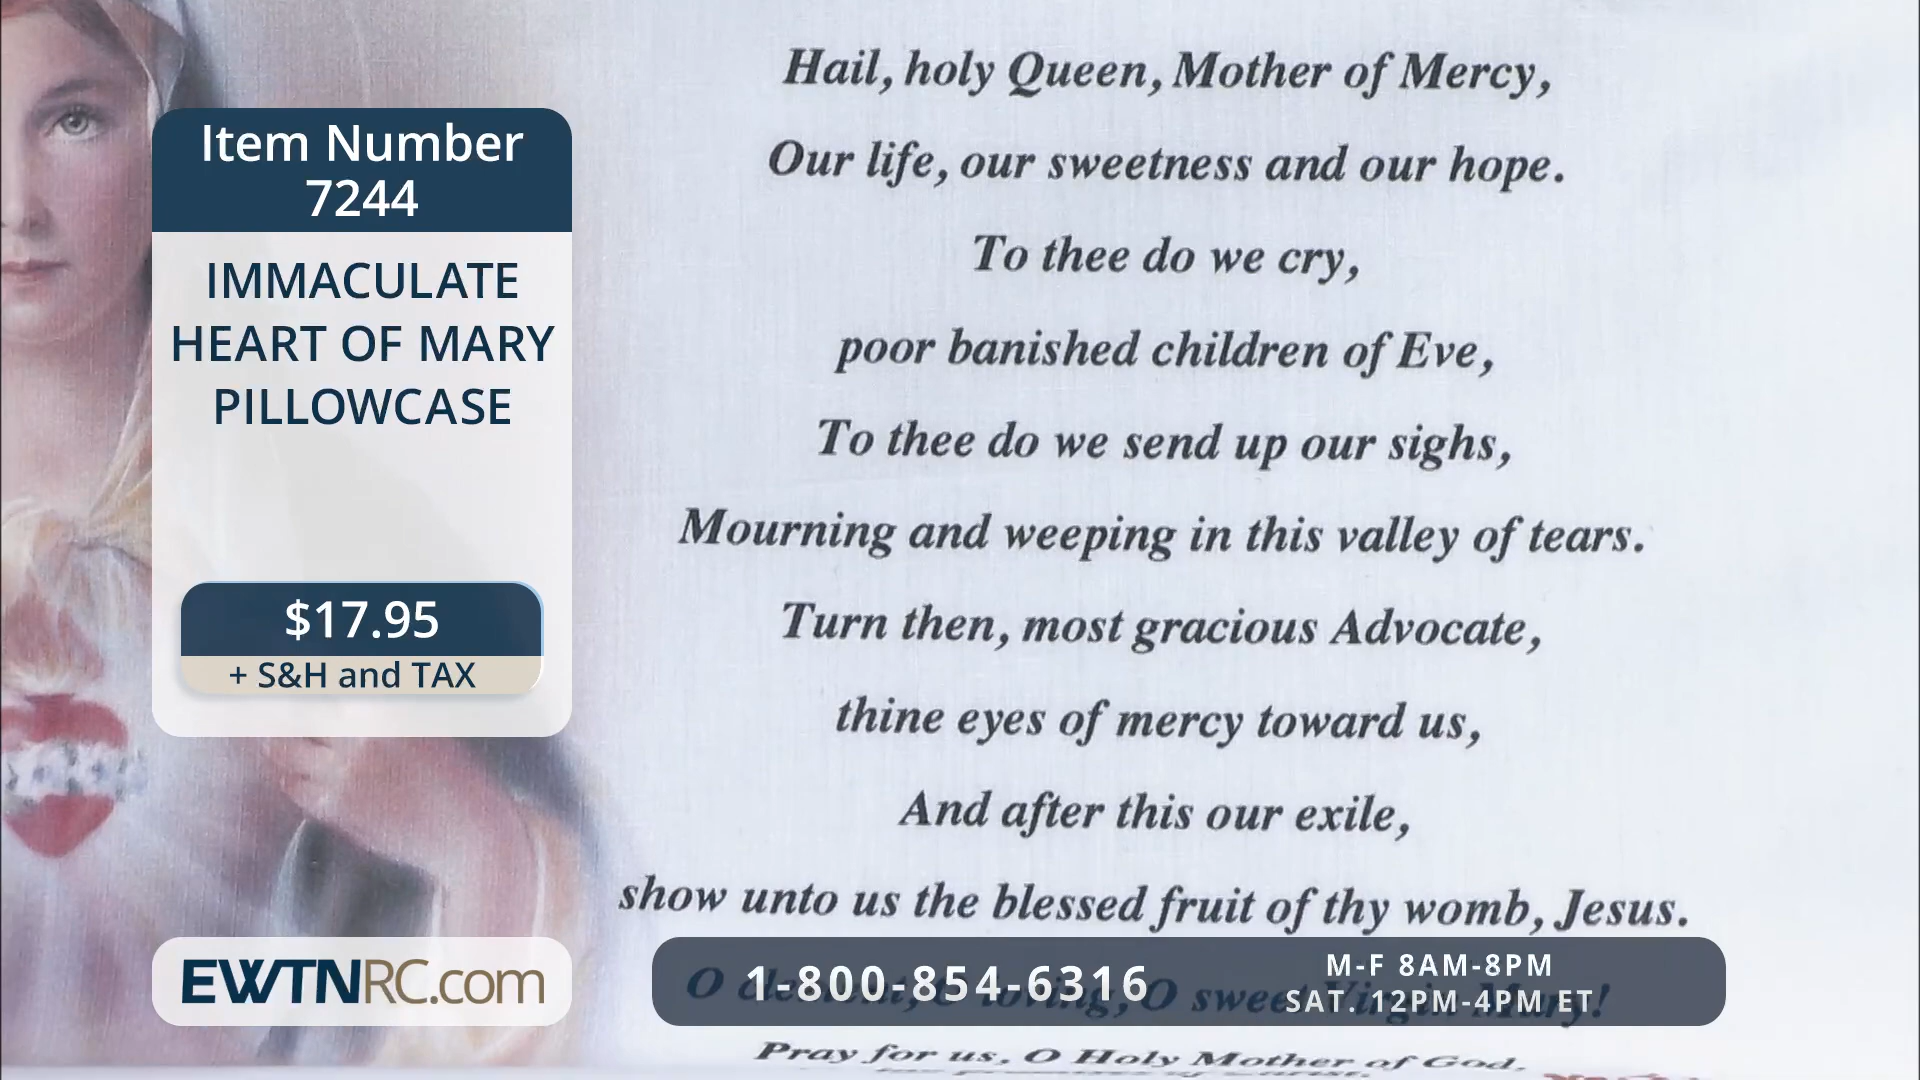 Item Number
7244
IMMACULATE
HEART OF MARY
PILLOWCASE
$17.95
+ S&H and TAX
EWTNRC.com
Hail, holy Queen, Mother of Mercy,
Our life, our sweetness and our hope.
To thee do we cry,
poor banished children of Eve,
To thee do we send up our sighs,
Mourning and weeping in this valley of tears.
Turn then, most gracious Advocate,
thine eyes of mercy toward us,
And after this our exile,
show unto us the blessed fruit of thy womb, Jesus.
O clement, O loving, O sweet Virgin Mary!
1-800-854-6316
M-F 8AM-8PM
SAT. 12PM-4PM ET
Pray for us, O Holy Mother of God,